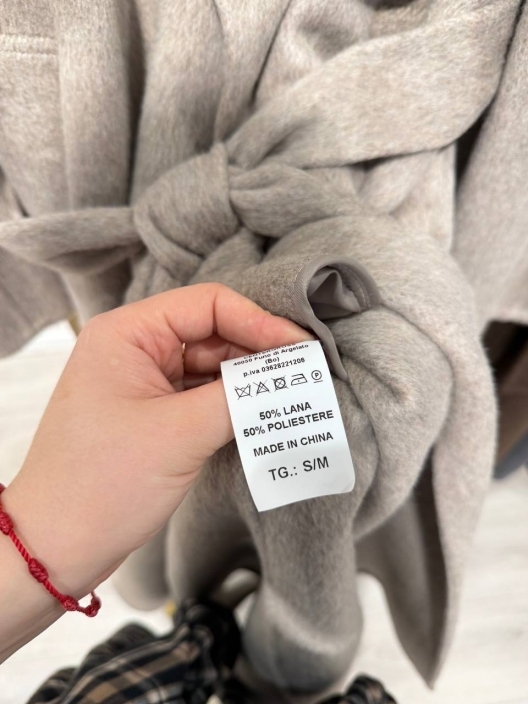 40050 Funo di Argelato
(Bo)
p.iva 03628221208
P
50% LANA
50% POLIESTERE
MADE IN CHINA
TG.: S/M